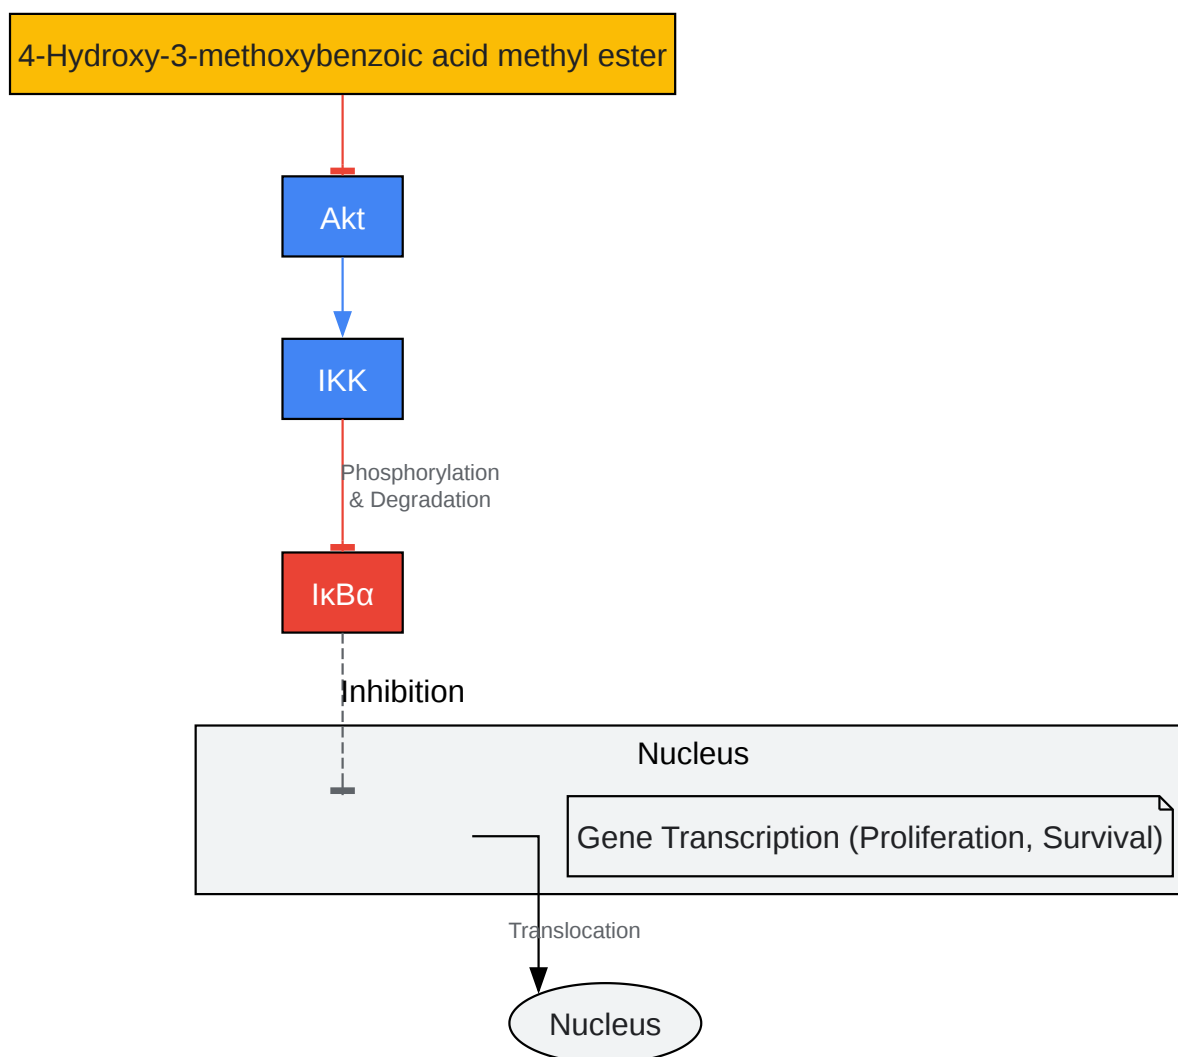 4-Hydroxy-3-methoxybenzoic acid methyl ester
Akt
IKK
Phosphorylation
& Degradation
IκBα
Inhibition
Nucleus
Gene Transcription (Proliferation, Survival)
Translocation
Nucleus